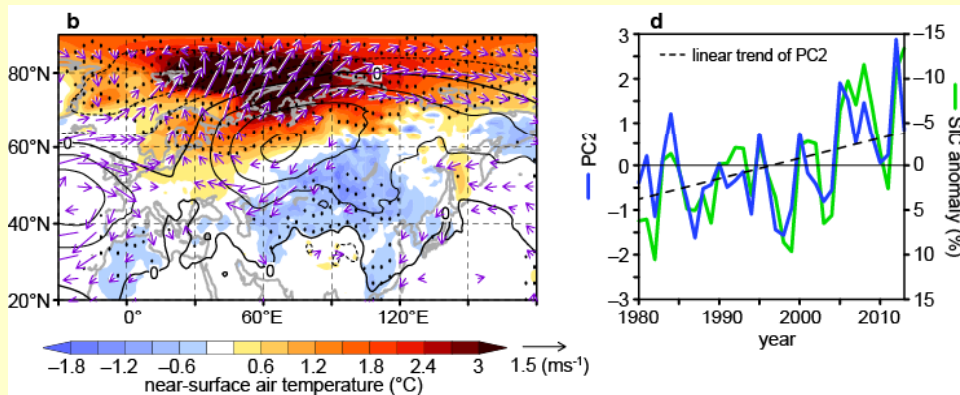 b
80°N
60°N
40°N
20°N
0
0
0
0
0
0°
60°E
120°E
−1.8 −1.2 −0.6 0.6 1.2 1.8 2.4 3
1.5 (ms⁻¹)
near-surface air temperature (°C)
d
linear trend of PC2
PC2
3
2
1
0
−1
−2
−3
−15
−10
−5
0
5
10
15
SIC anomaly (%)
1980 1990 2000 2010
year